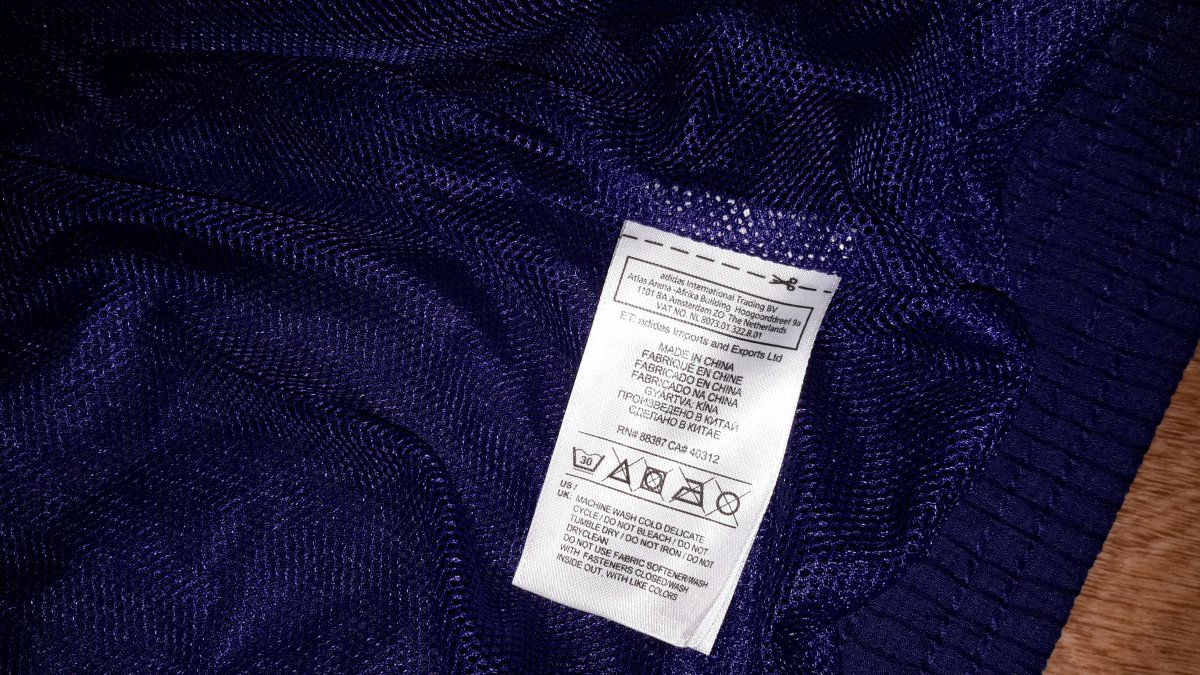 adidas International Trading BV
Atlas Arena -Afrika Building Hoogoorddreef 9a
1101 BA Amsterdam ZO The Netherlands
VAT NO. NL 8073.01.322.B.01
E.T. adidas Imports and Exports Ltd
MADE IN CHINA
FABRIQUÉ EN CHINE
FABRICADO EN CHINA
FABRICADO NA CHINA
GYÁRTVA: KÍNA
ПРОИЗВЕДЕНО В КИТАЙ
СДЕЛАНО В КИТАЕ
RN# 88387 CA# 40312
30
US /
UK: MACHINE WASH COLD DELICATE
CYCLE / DO NOT BLEACH / DO NOT
TUMBLE DRY / DO NOT IRON / DO NOT
DRYCLEAN
DO NOT USE FABRIC SOFTENER/WASH
WITH FASTENERS CLOSED/WASH
INSIDE OUT. WITH LIKE COLORS